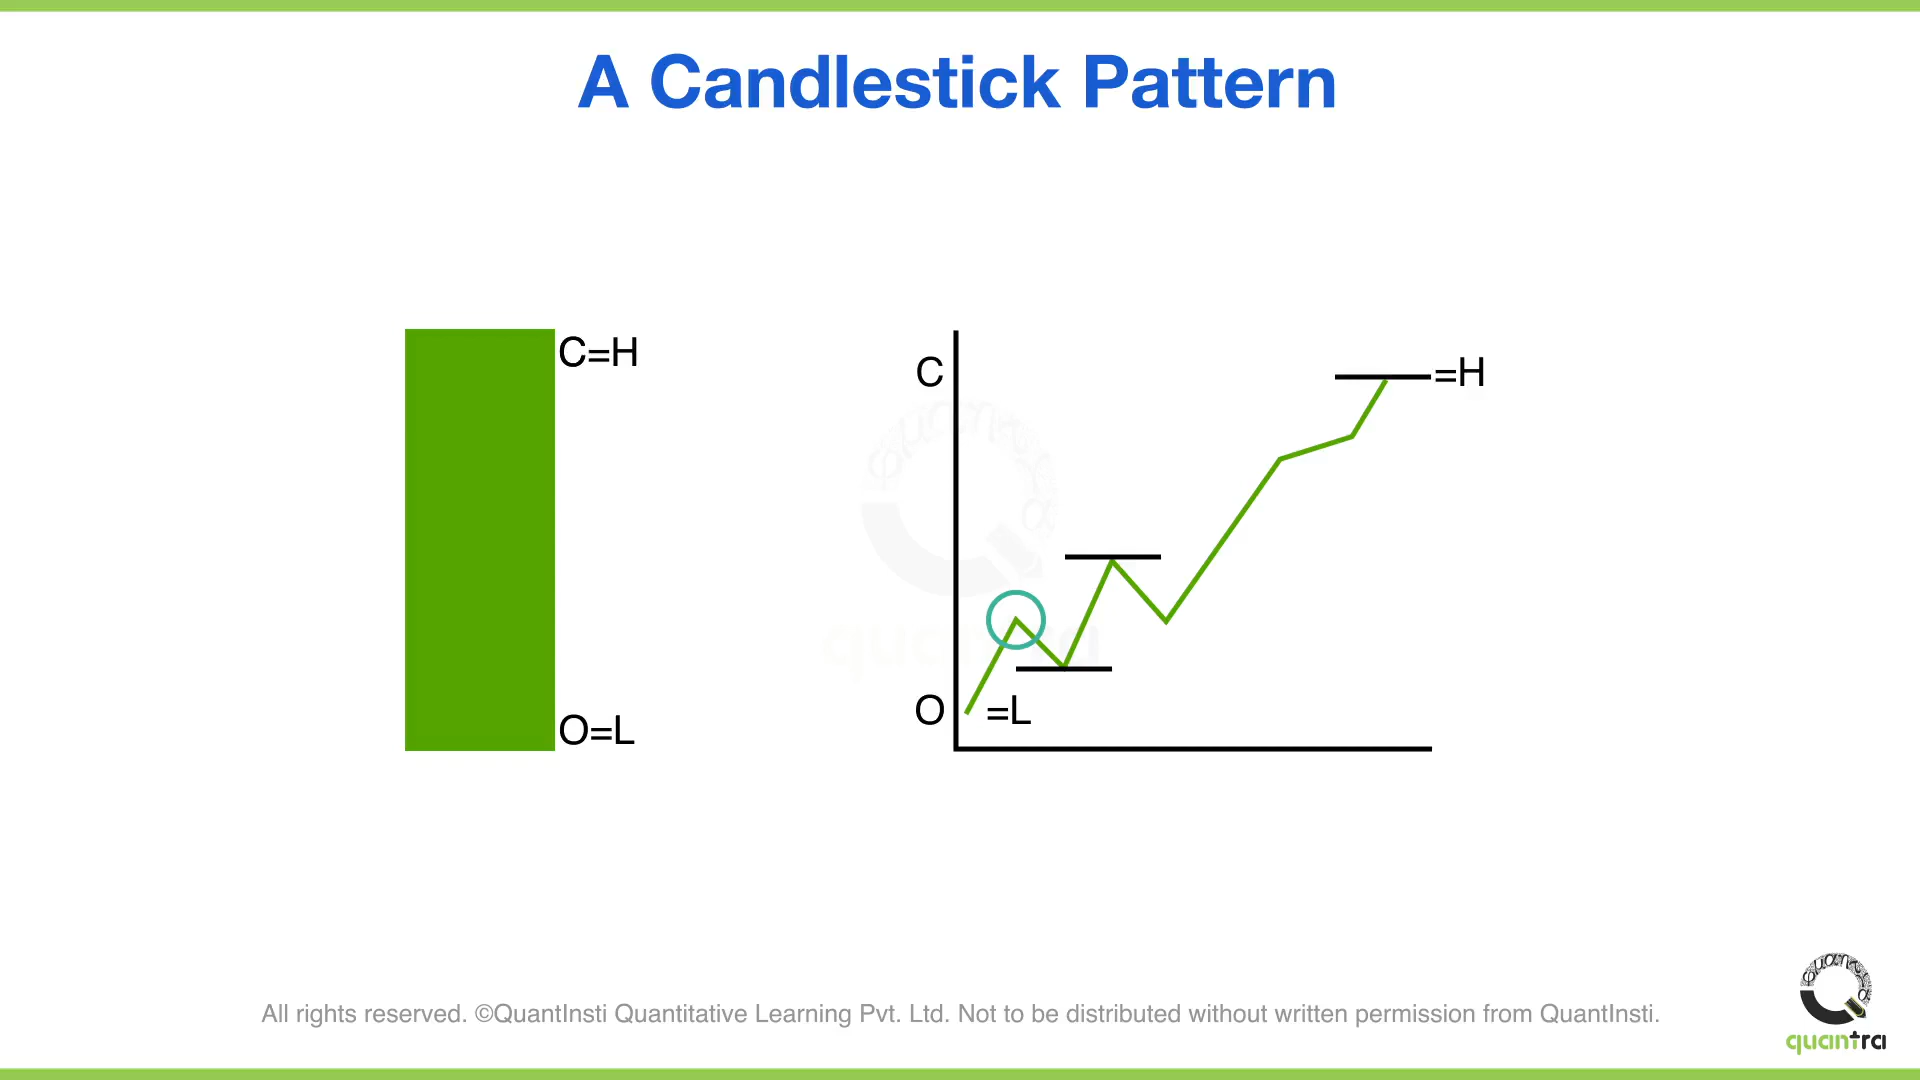 A Candlestick Pattern
C=H
O=L
C
=H
O
=L
quantra
All rights reserved. ©QuantInsti Quantitative Learning Pvt. Ltd. Not to be distributed without written permission from QuantInsti.
quantra